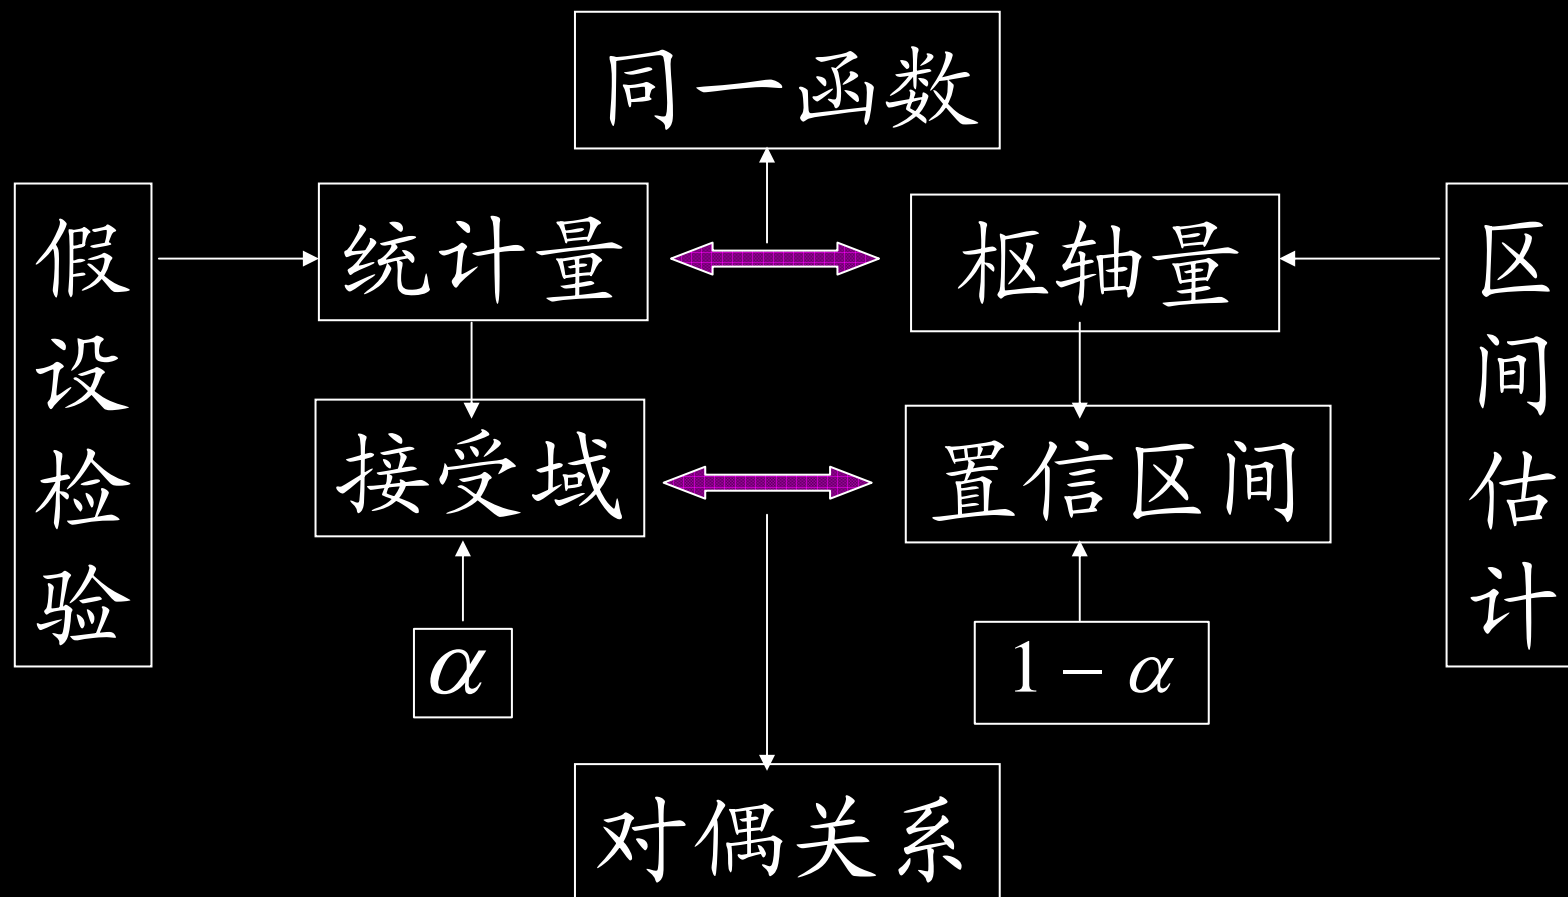 同一函数
假设检验
统计量
枢轴量
区间估计
接受域
置信区间
α
1 − α
对偶关系